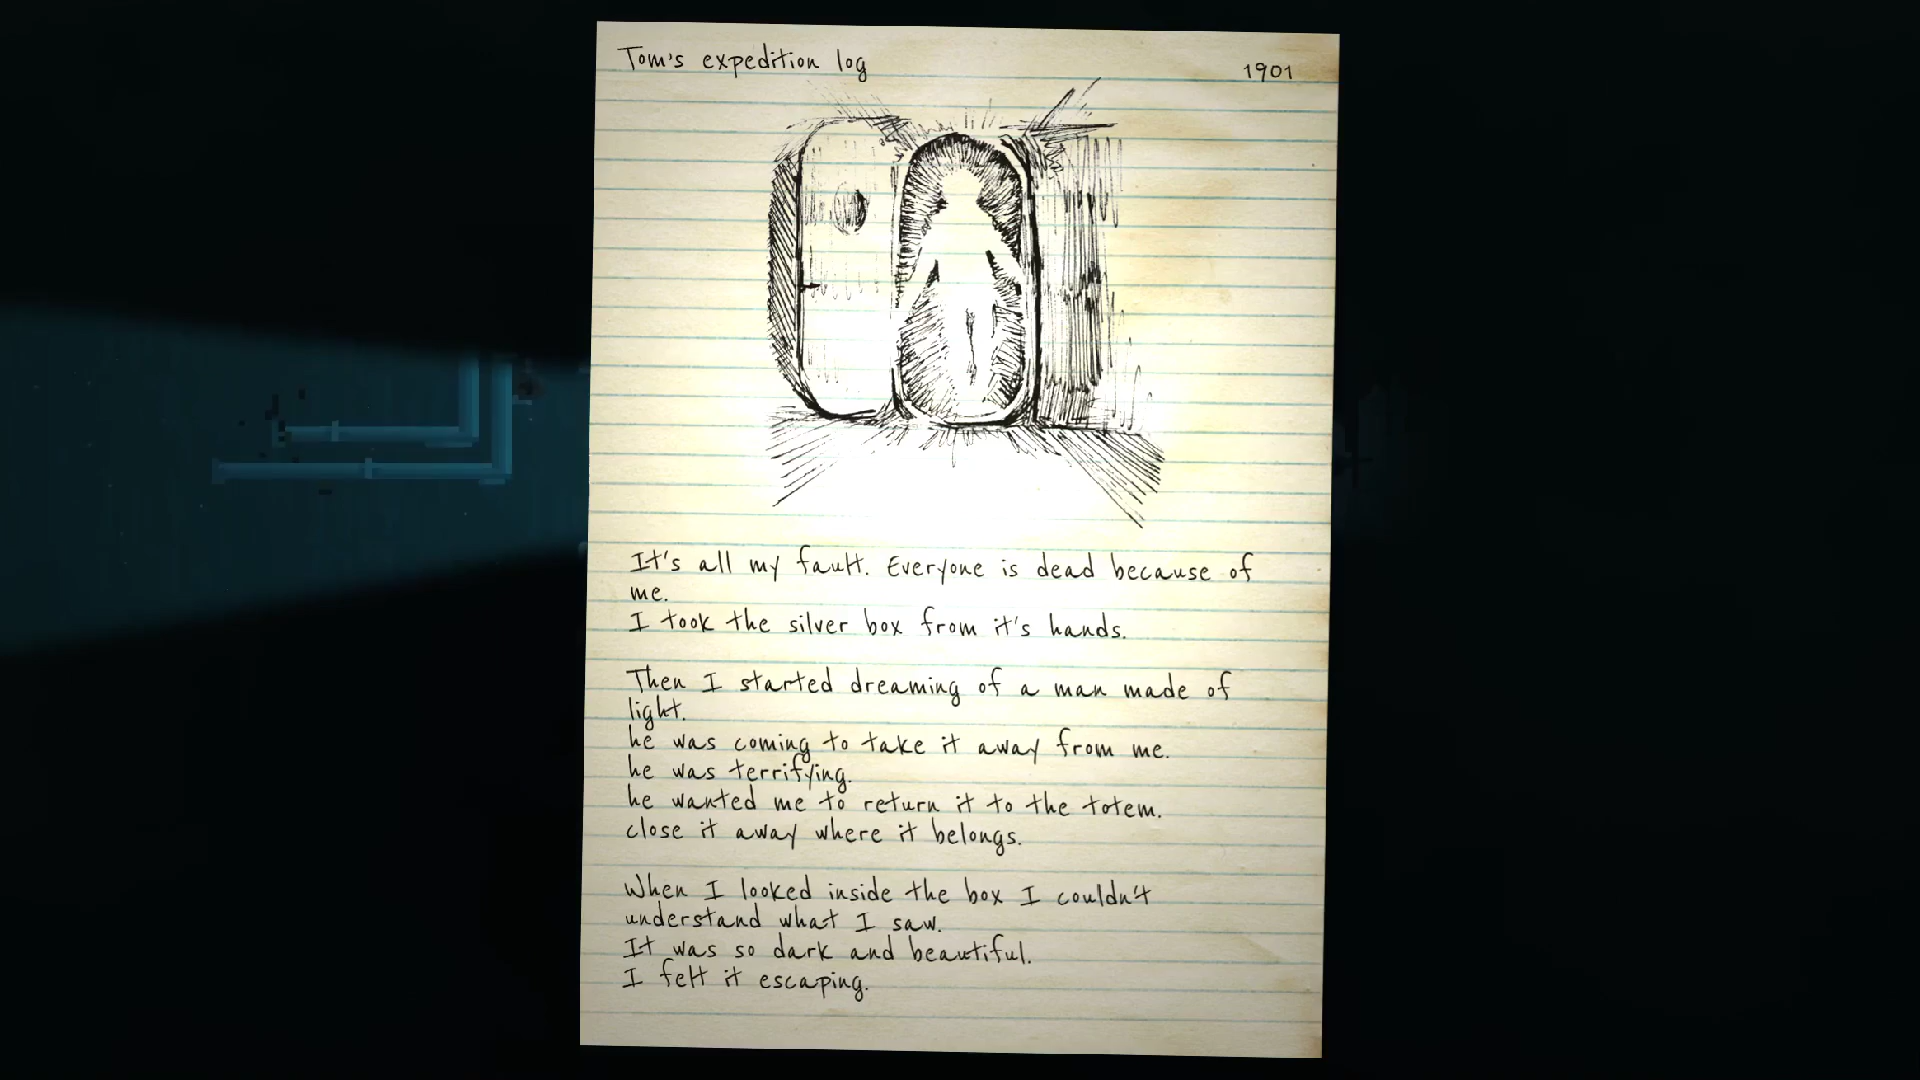 Tom's expedition log
1901
It's all my fault. Everyone is dead because of
me.
I took the silver box from it's hands.
Then I started dreaming of a man made of
light.
he was coming to take it away from me.
he was terrifying.
he wanted me to return it to the totem.
close it away where it belongs.
When I looked inside the box I couldn't
understand what I saw.
It was so dark and beautiful.
I felt it escaping.